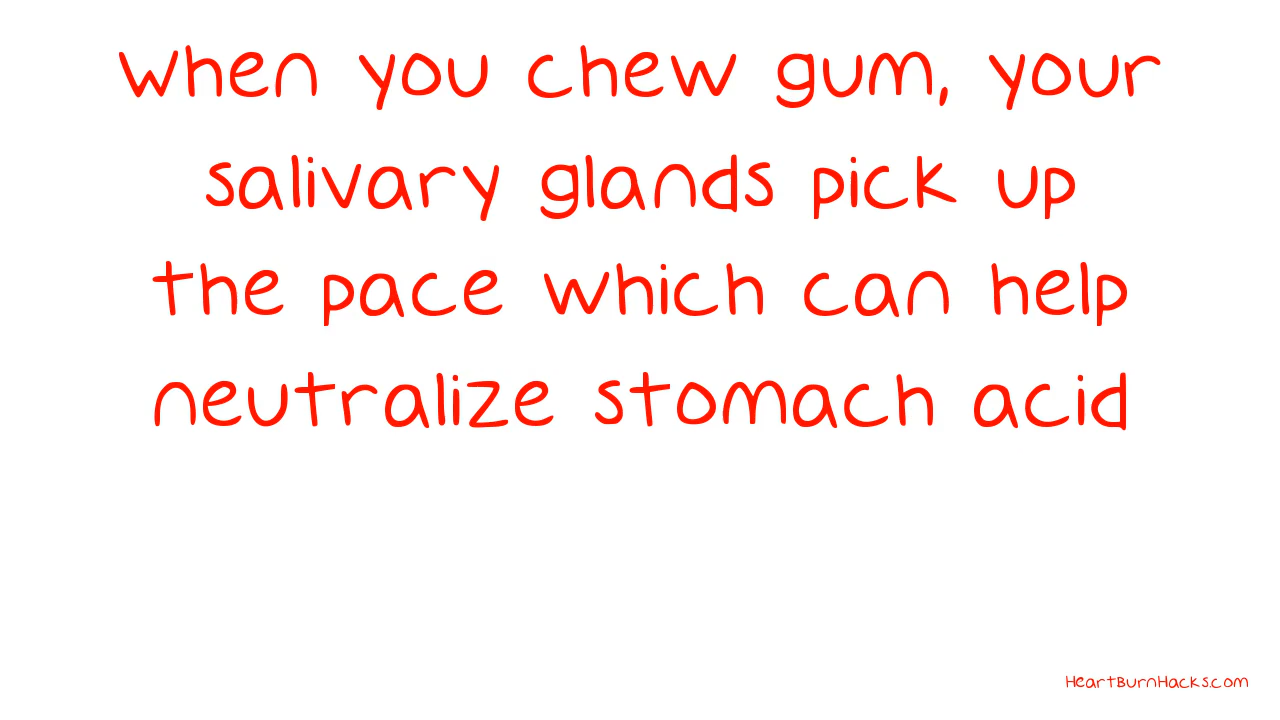 When you chew gum, your
salivary glands pick up
the pace which can help
neutralize stomach acid
HeartBurnHacks.com